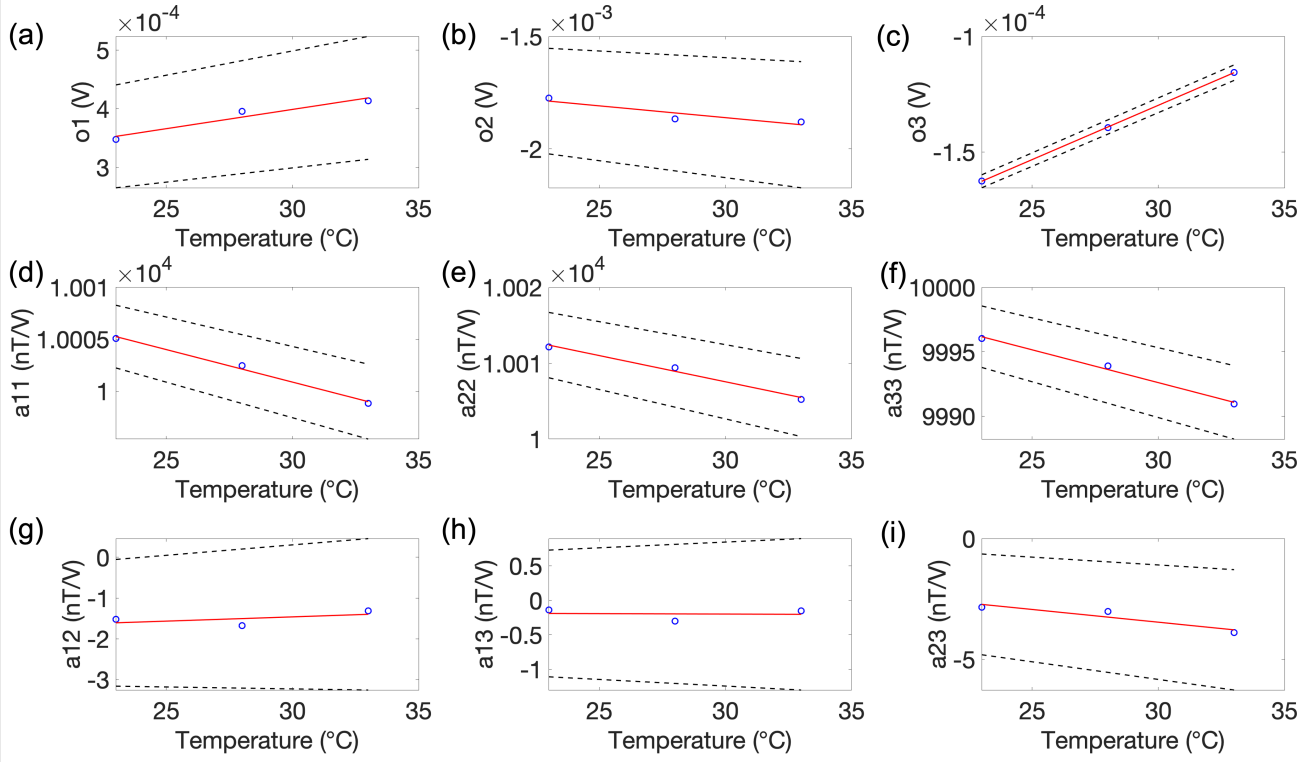 (a)
×10⁻⁴
5
4
3
o1 (V)
25
30
35
Temperature (°C)
(b)
×10⁻³
-1.5
-2
o2 (V)
25
30
35
Temperature (°C)
(c)
×10⁻⁴
-1
-1.5
o3 (V)
25
30
35
Temperature (°C)
(d)
×10⁴
1.001
1.0005
1
a11 (nT/V)
25
30
35
Temperature (°C)
(e)
×10⁴
1.002
1.001
1
a22 (nT/V)
25
30
35
Temperature (°C)
(f)
10000
9995
9990
a33 (nT/V)
25
30
35
Temperature (°C)
(g)
0
-1
-2
-3
a12 (nT/V)
25
30
35
Temperature (°C)
(h)
0.5
0
-0.5
-1
a13 (nT/V)
25
30
35
Temperature (°C)
(i)
0
-5
a23 (nT/V)
25
30
35
Temperature (°C)